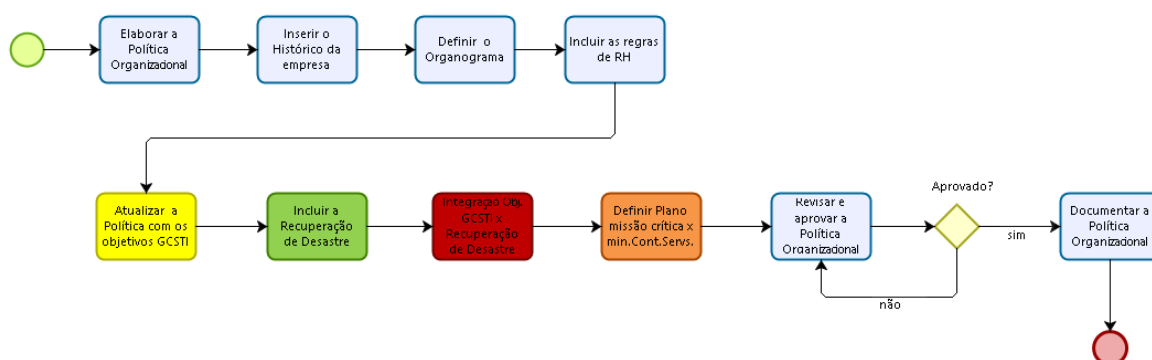 Elaborar a
Política
Organizacional
Inserir o
Histórico da
empresa
Definir o
Organograma
Incluir as regras
de RH
Atualizar a
Política com os
objetivos GCSTI
Incluir a
Recuperação
de Desastre
Integração Obj.
GCSTI x
Recuperação
de Desastre
Definir Plano
missão crítica x
min.Cont.Servs.
Revisar e
aprovar a
Política
Organizacional
Aprovado?
sim
não
Documentar a
Política
Organizacional